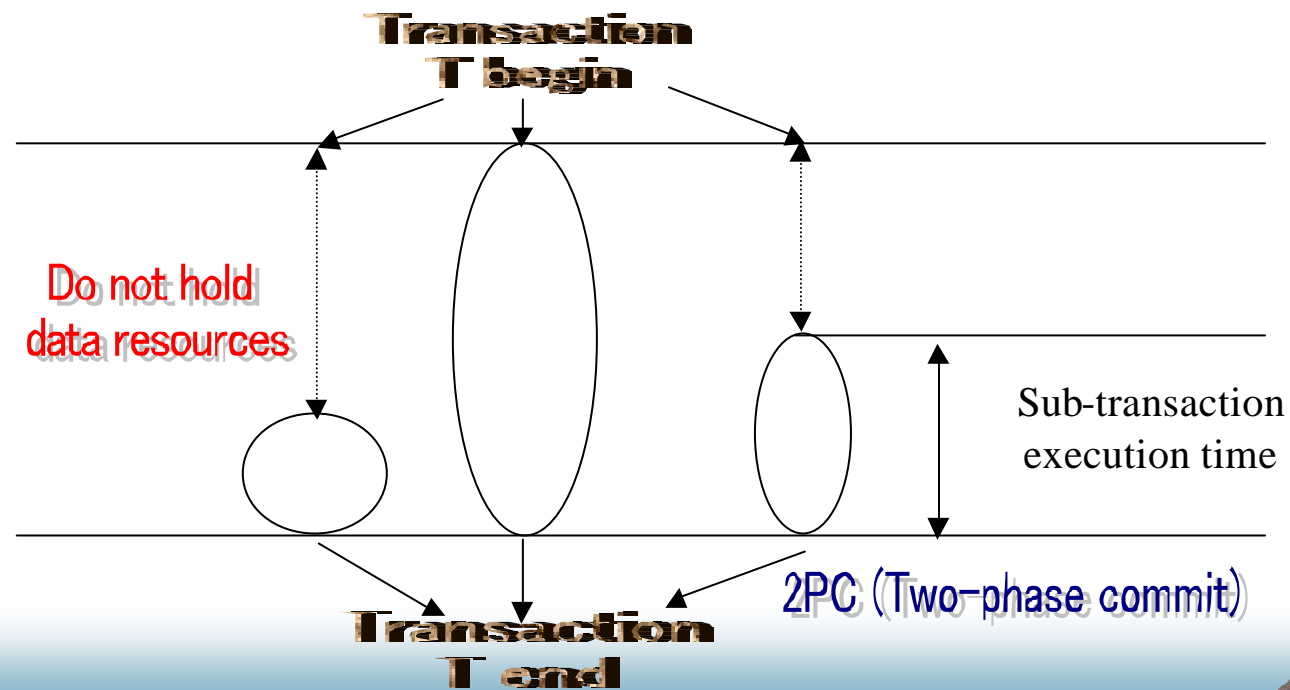 Transaction
T begin
Do not hold
data resources
Sub-transaction
execution time
2PC (Two-phase commit)
Transaction
T end